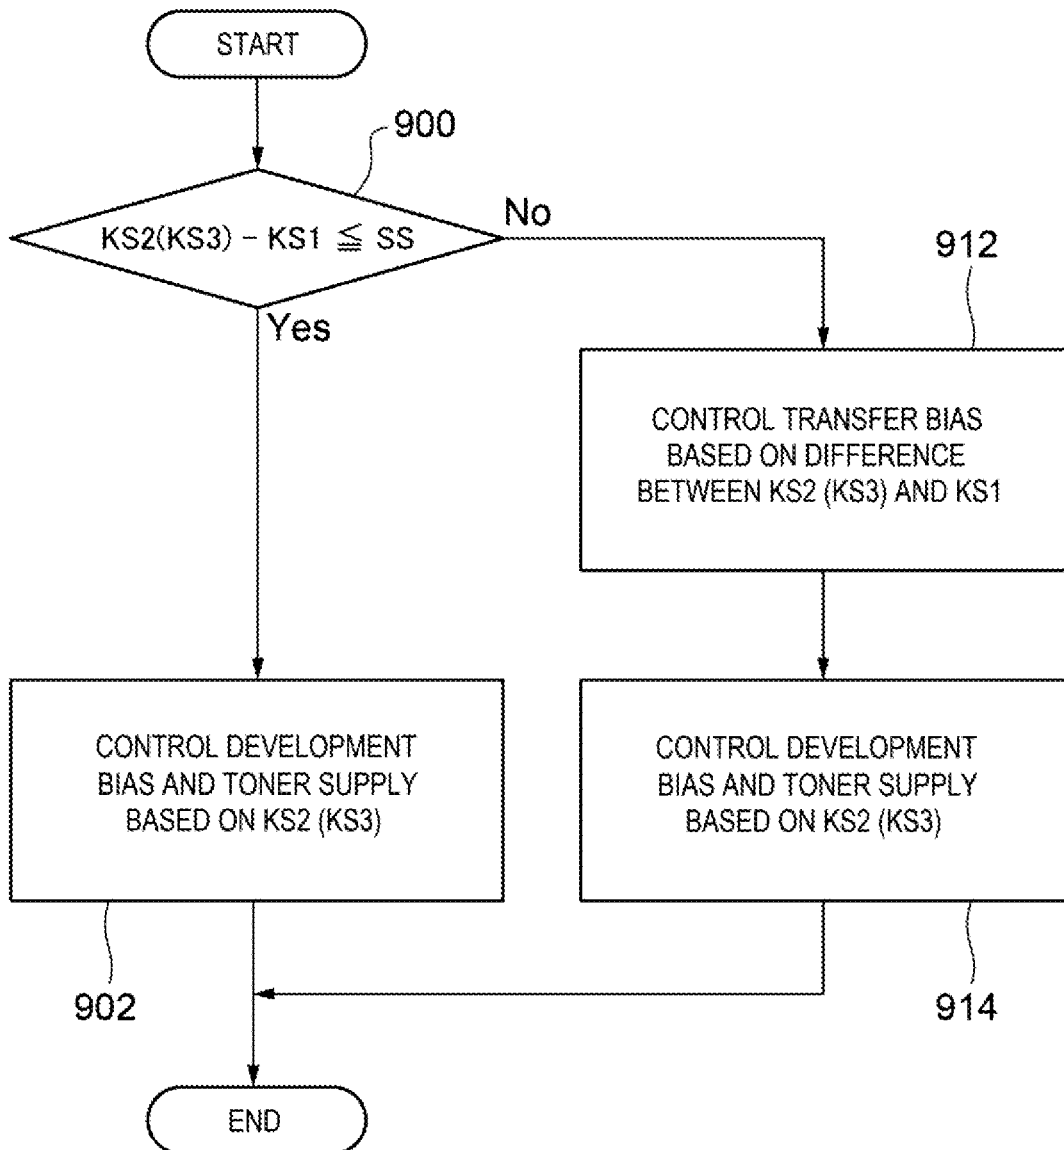 START
900
KS2(KS3) - KS1 ≦ SS
No
Yes
912
CONTROL TRANSFER BIAS
BASED ON DIFFERENCE
BETWEEN KS2 (KS3) AND KS1
CONTROL DEVELOPMENT
BIAS AND TONER SUPPLY
BASED ON KS2 (KS3)
902
CONTROL DEVELOPMENT
BIAS AND TONER SUPPLY
BASED ON KS2 (KS3)
914
END